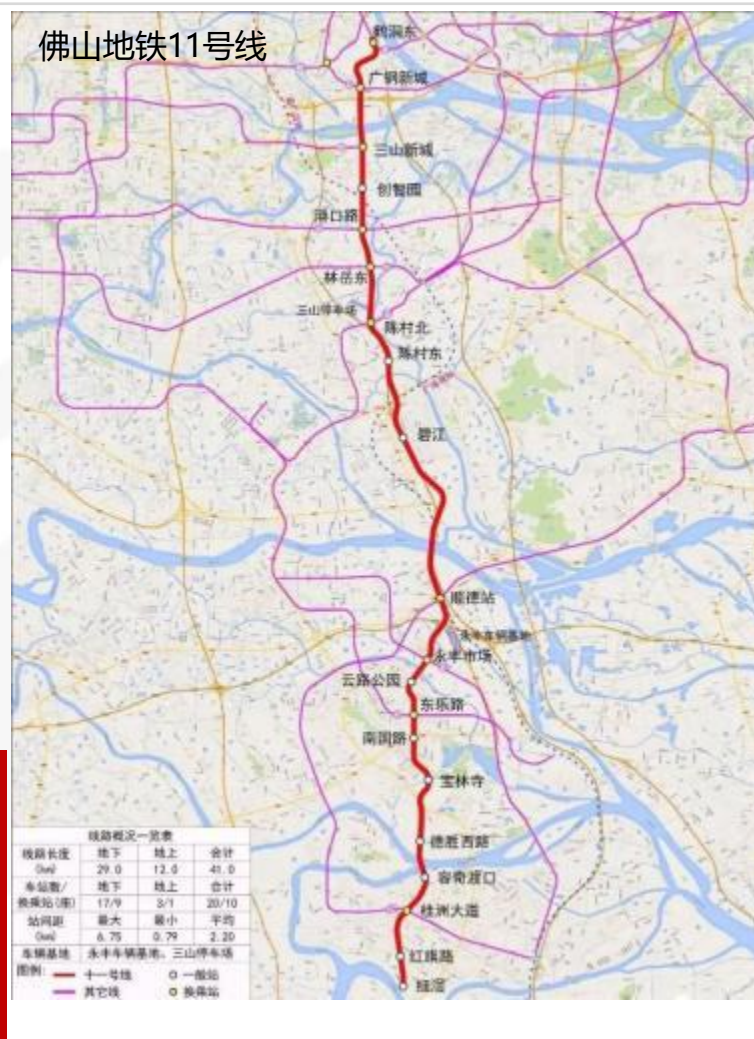 佛山地铁11号线
鹤洞东
广钢新城
三山新城
创智园
港口路
林岳东
三山停车场
陈村北
陈村东
碧江
顺德站
永丰车辆基地
永丰市场
云路公园
东乐路
南国路
宝林寺
德胜西路
容奇渡口
桂洲大道
红旗路
线路概况一览表
线路长度 地下 地上 合计
(km) 29.0 12.0 41.0
车站数/ 地下 地上 合计
换乘站(座) 17/9 3/1 20/10
站间距 最大 最小 平均
(km) 6.75 0.79 2.20
车辆基地 永丰车辆基地、三山停车场
图例: 十一号线 一般站
其它线 换乘站